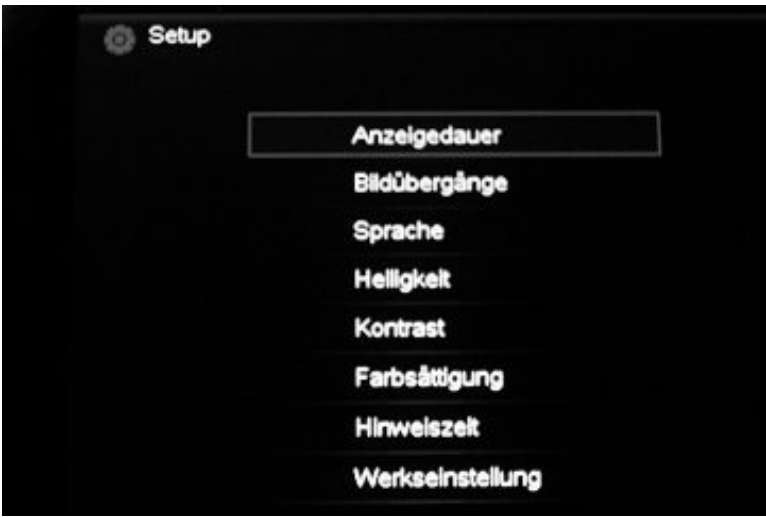 Setup
Anzeigedauer
Bildübergänge
Sprache
Helligkeit
Kontrast
Farbsättigung
Hinweiszeit
Werkseinstellung